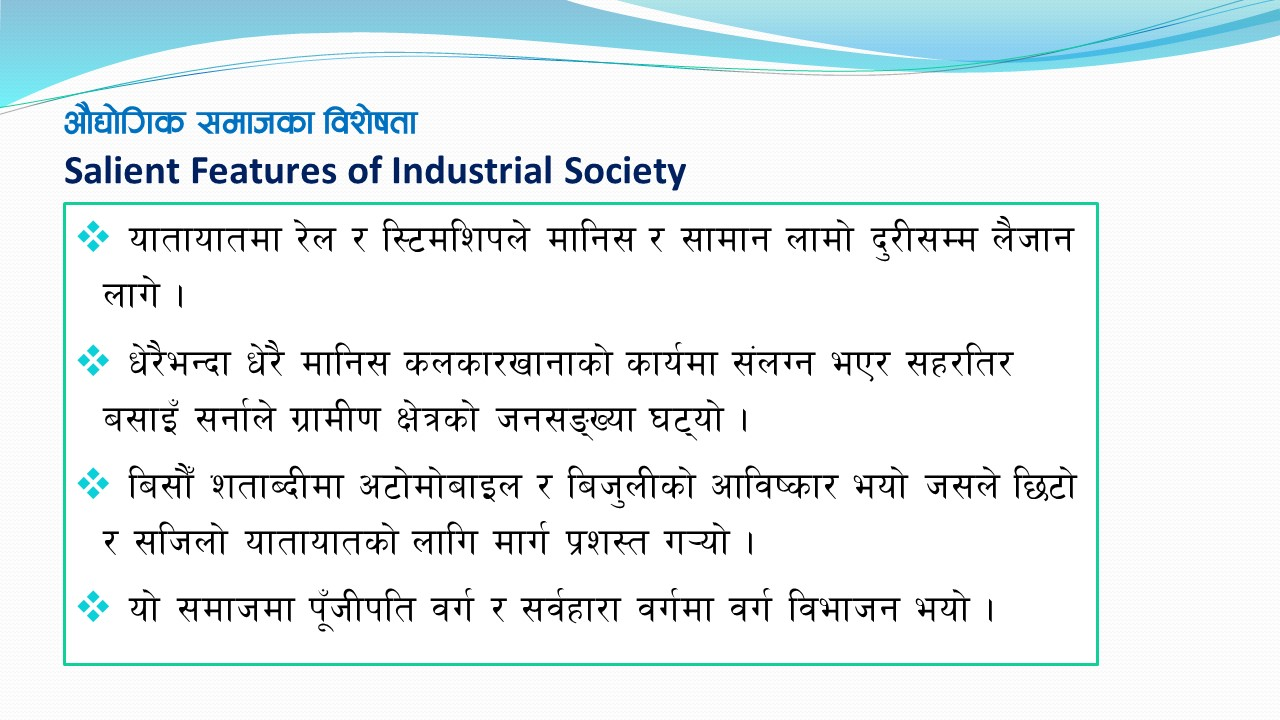 औद्योगिक समाजका विशेषता
Salient Features of Industrial Society
❖ यातायातमा रेल र स्टिमशिपले मानिस र सामान लामो दुरीसम्म लैजान
लागे ।
❖ धेरैभन्दा धेरै मानिस कलकारखानाको कार्यमा संलग्न भएर सहरतिर
बसाइँ सर्नाले ग्रामीण क्षेत्रको जनसङ्ख्या घट्यो ।
❖ बिसौँ शताब्दीमा अटोमोबाइल र बिजुलीको आविष्कार भयो जसले छिटो
र सजिलो यातायातको लागि मार्ग प्रशस्त गर्‍यो ।
❖ यो समाजमा पूँजीपति वर्ग र सर्वहारा वर्गमा वर्ग विभाजन भयो ।